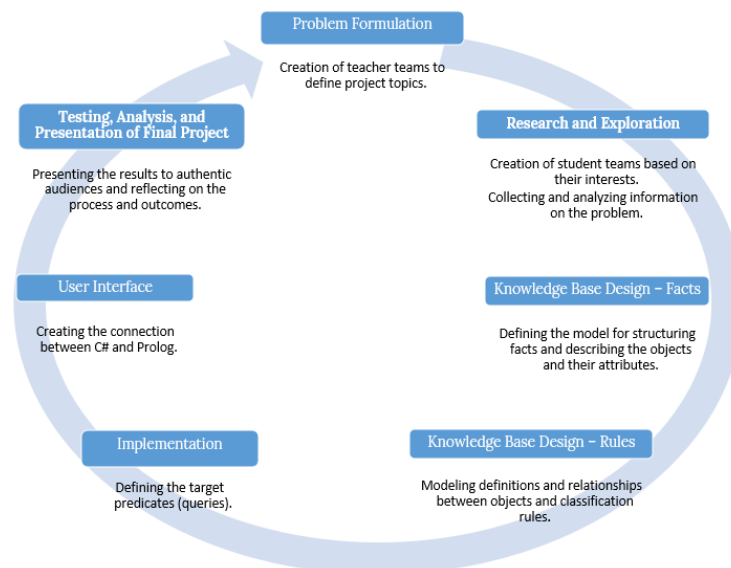 Problem Formulation
Creation of teacher teams to
define project topics.
Research and Exploration
Creation of student teams based on
their interests.
Collecting and analyzing information
on the problem.
Knowledge Base Design – Facts
Defining the model for structuring
facts and describing the objects
and their attributes.
Knowledge Base Design – Rules
Modeling definitions and relationships
between objects and classification
rules.
Implementation
Defining the target
predicates (queries).
User Interface
Creating the connection
between C# and Prolog.
Testing, Analysis, and
Presentation of Final Project
Presenting the results to authentic
audiences and reflecting on the
process and outcomes.